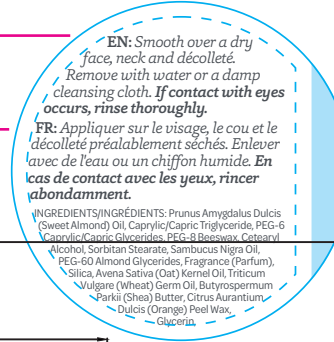 EN: Smooth over a dry
face, neck and décolleté.
Remove with water or a damp
cleansing cloth. If contact with eyes
occurs, rinse thoroughly.
FR: Appliquer sur le visage, le cou et le
décolleté préalablement séchés. Enlever
avec de l'eau ou un chiffon humide. En
cas de contact avec les yeux, rincer
abondamment.
INGREDIENTS/INGRÉDIENTS: Prunus Amygdalus Dulcis
(Sweet Almond) Oil, Caprylic/Capric Triglyceride, PEG-6
Caprylic/Capric Glycerides, PEG-8 Beeswax, Cetearyl
Alcohol, Sorbitan Stearate, Sambucus Nigra Oil,
PEG-60 Almond Glycerides, Fragrance (Parfum),
Silica, Avena Sativa (Oat) Kernel Oil, Triticum
Vulgare (Wheat) Germ Oil, Butyrospermum
Parkii (Shea) Butter, Citrus Aurantium
Dulcis (Orange) Peel Wax,
Glycerin